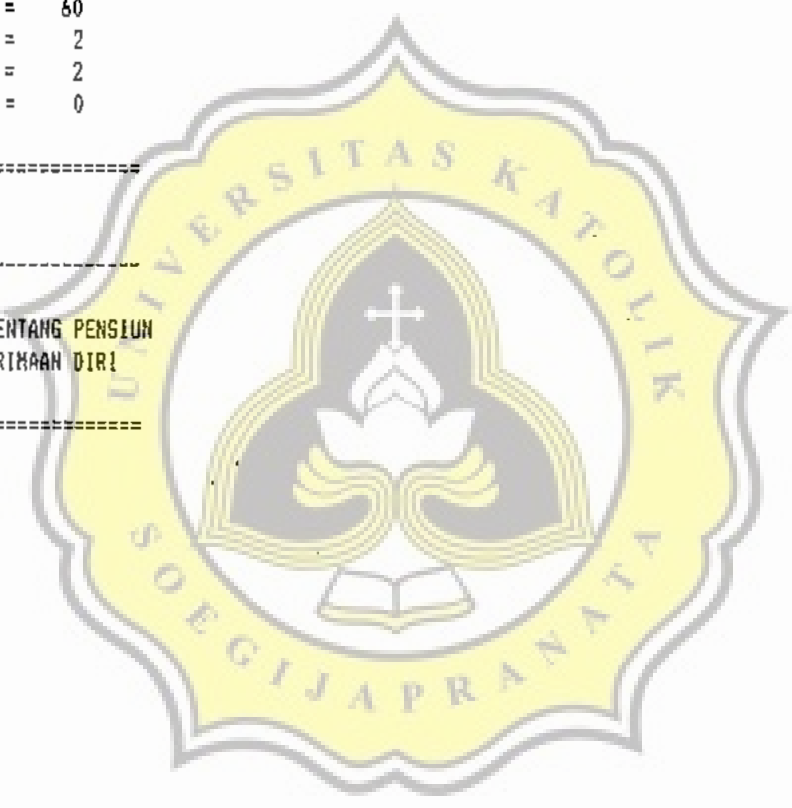 = 60
= 2
= 2
= 0
====================
--------------------
ENTANG PENSIUN
RIMAAN DIRI
====================
UNIVERSITAS KATOLIK
SOEGIJAPRANATA